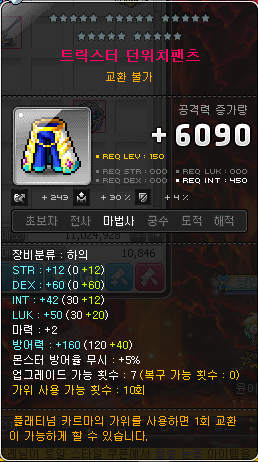 트릭스터 던위치팬츠
교환 불가
공격력 증가량
+6090
REQ LEV : 150
REQ STR : 000
REQ LUK : 000
REQ DEX : 000
REQ INT : 450
+ 243
+ 30 %
+ 4 %
초보자 전사 마법사 궁수 도적 해적
장비분류 : 하의
STR : +12 (0 +12)
DEX : +60 (0 +60)
INT : +42 (30 +12)
LUK : +50 (30 +20)
마력 : +2
방어력 : +160 (120 +40)
몬스터 방어율 무시 : +5%
업그레이드 가능 횟수 : 7 (복구 가능 횟수 : 0)
가위 사용 가능 횟수 : 10회
플래티넘 카르마의 가위를 사용하면 1회 교환
이 가능하게 할 수 있습니다.